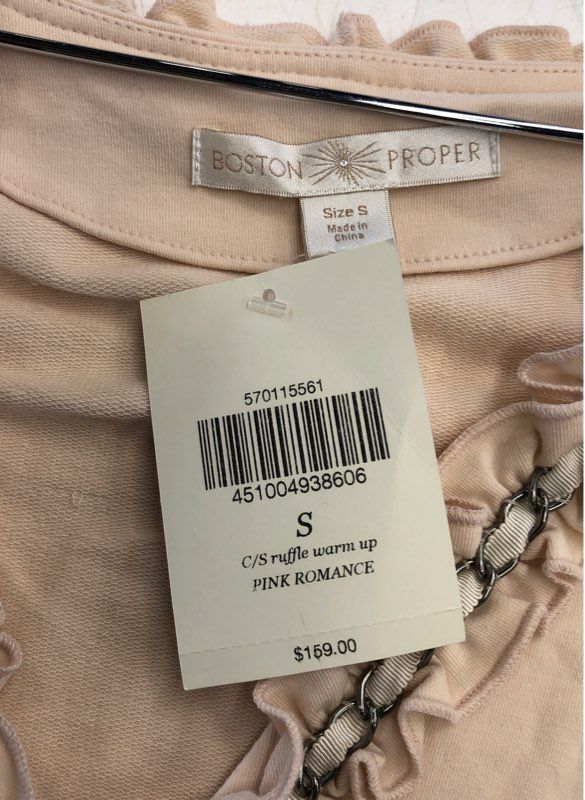 BOSTON PROPER
Size S
Made in
China
570115561
451004938606
S
C/S ruffle warm up
PINK ROMANCE
$159.00